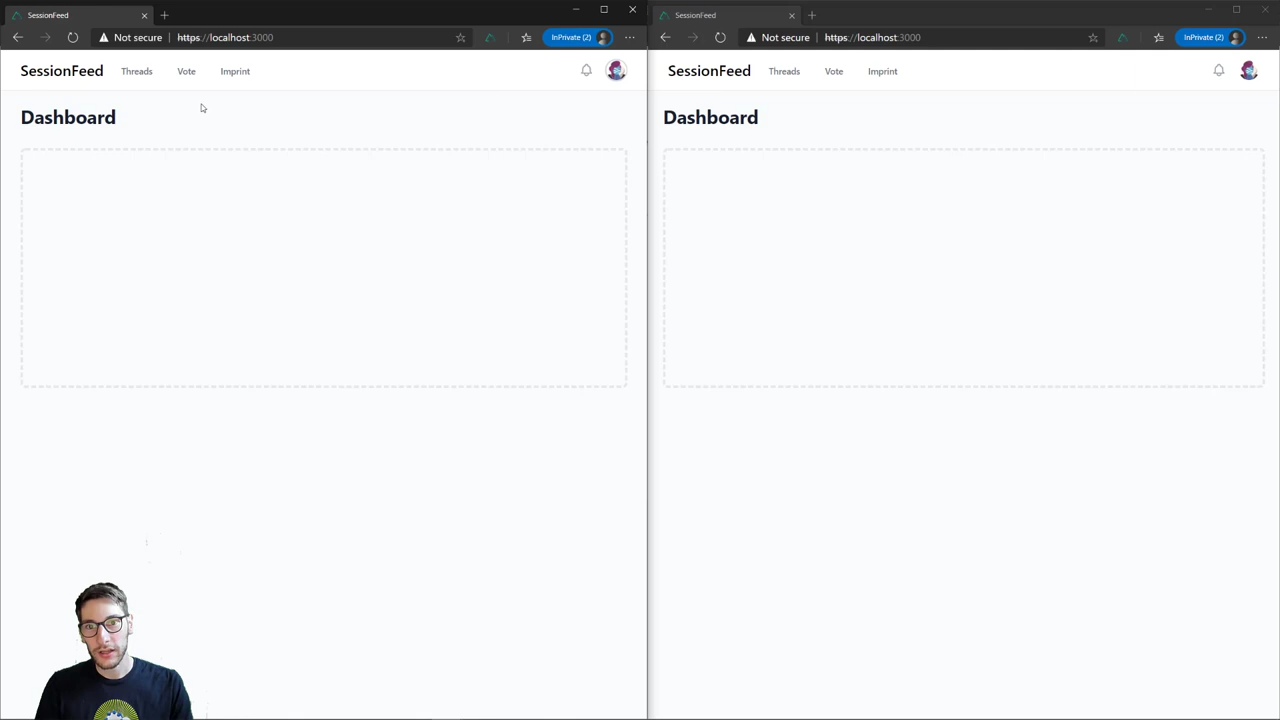 SessionFeed
Not secure https://localhost:3000 InPrivate (2)
SessionFeed Threads Vote Imprint
Dashboard
SessionFeed
Not secure https://localhost:3000 InPrivate (2)
SessionFeed Threads Vote Imprint
Dashboard